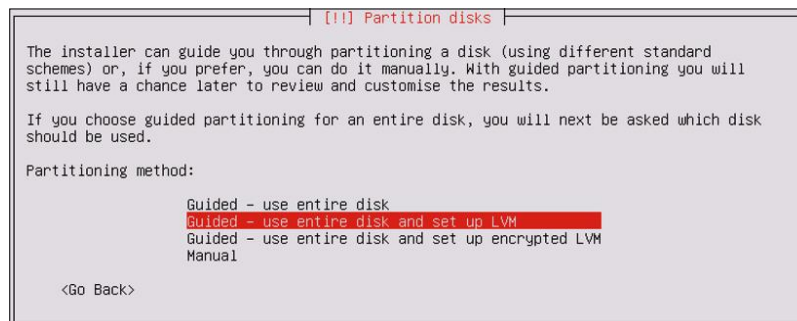 [!!] Partition disks
The installer can guide you through partitioning a disk (using different standard
schemes) or, if you prefer, you can do it manually. With guided partitioning you will
still have a chance later to review and customise the results.
If you choose guided partitioning for an entire disk, you will next be asked which disk
should be used.
Partitioning method:
Guided - use entire disk
Guided - use entire disk and set up LVM
Guided - use entire disk and set up encrypted LVM
Manual
<Go Back>